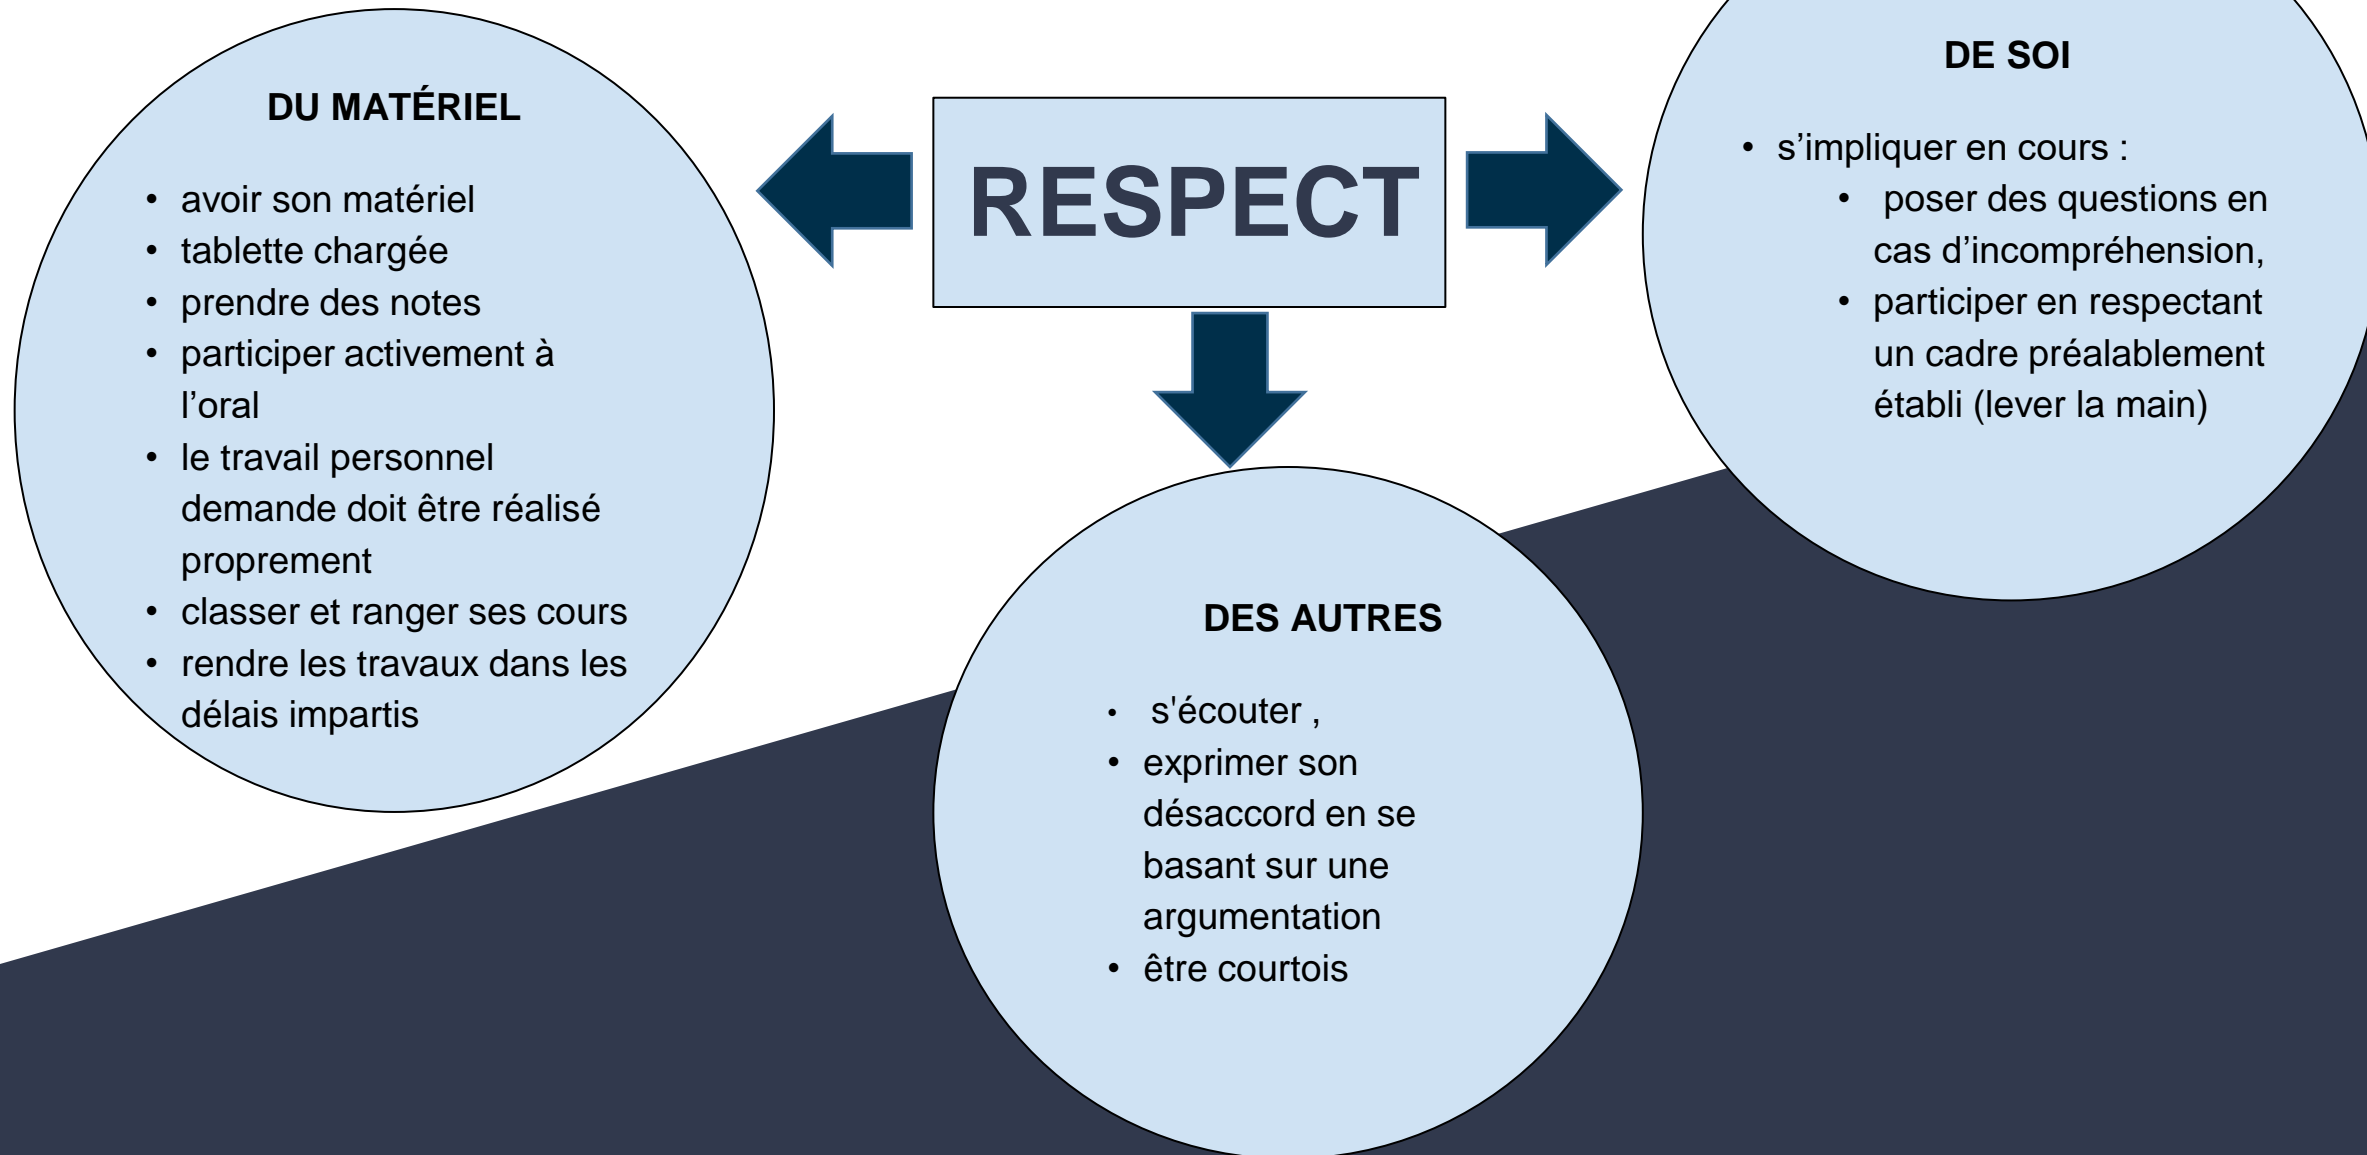 DU MATÉRIEL
• avoir son matériel
• tablette chargée
• prendre des notes
• participer activement à
l’oral
• le travail personnel
demande doit être réalisé
proprement
• classer et ranger ses cours
• rendre les travaux dans les
délais impartis
RESPECT
DE SOI
• s’impliquer en cours :
• poser des questions en
cas d’incompréhension,
• participer en respectant
un cadre préalablement
établi (lever la main)
DES AUTRES
• s'écouter ,
• exprimer son
désaccord en se
basant sur une
argumentation
• être courtois